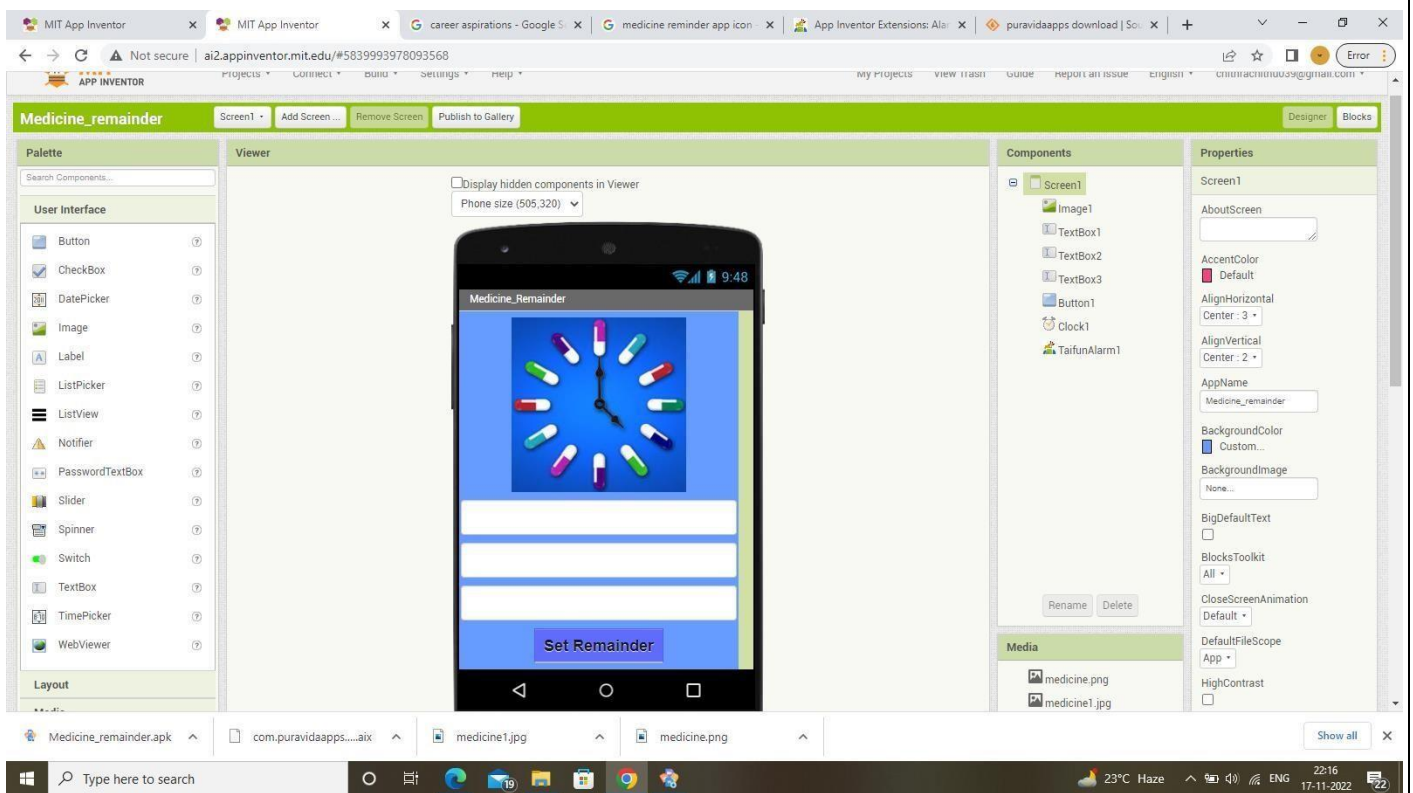 MIT App Inventor
MIT App Inventor
career aspirations - Google S
medicine reminder app icon -
App Inventor Extensions: Alar
puravidaapps download | Sou
Not secure | ai2.appinventor.mit.edu/#5839993978093568
Error
APP INVENTOR
Projects
Connect
Build
Settings
Help
My Projects
View Trash
Guide
Report an Issue
English
Medicine_remainder
Screen1
Add Screen ...
Remove Screen
Publish to Gallery
Designer
Blocks
Palette
Search Components...
User Interface
Button
CheckBox
DatePicker
Image
Label
ListPicker
ListView
Notifier
PasswordTextBox
Slider
Spinner
Switch
TextBox
TimePicker
WebViewer
Layout
Media
Viewer
Display hidden components in Viewer
Phone size (505,320)
9:48
Medicine_Remainder
Set Remainder
Components
Screen1
Image1
TextBox1
TextBox2
TextBox3
Button1
Clock1
TaifunAlarm1
Rename
Delete
Media
medicine.png
medicine1.jpg
Properties
Screen1
AboutScreen
AccentColor
Default
AlignHorizontal
Center : 3
AlignVertical
Center : 2
AppName
Medicine_remainder
BackgroundColor
Custom...
BackgroundImage
None...
BigDefaultText
BlocksToolkit
All
CloseScreenAnimation
Default
DefaultFileScope
App
HighContrast
Medicine_remainder.apk
com.puravidaapps.....aix
medicine1.jpg
medicine.png
Show all
Type here to search
19
23°C Haze
ENG
22:16
17-11-2022
22